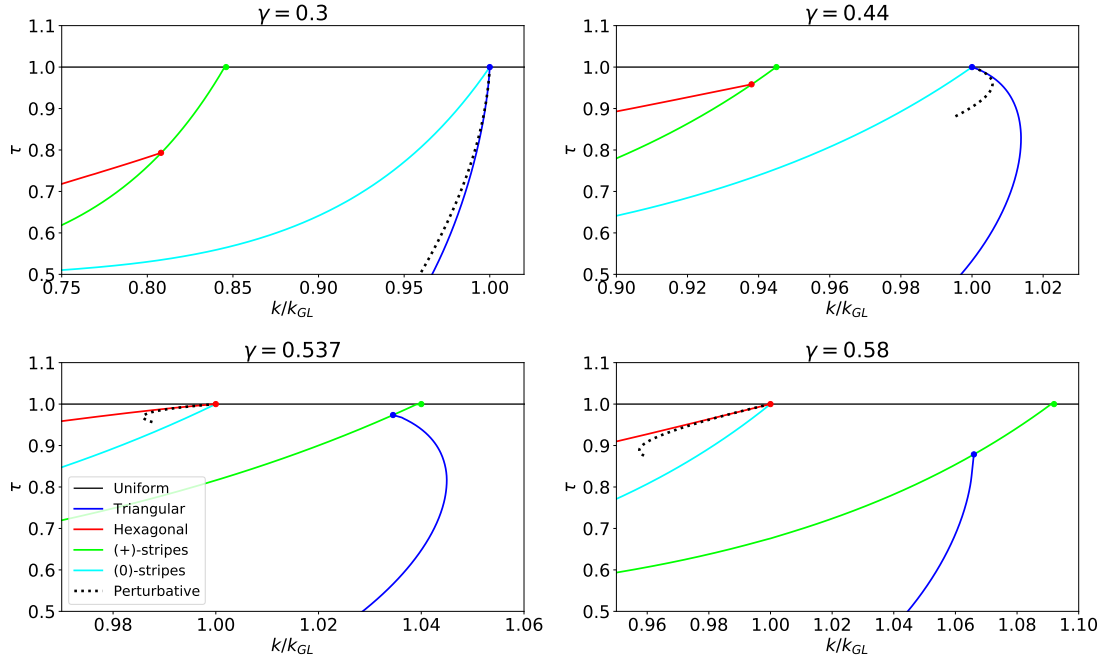 γ = 0.3
1.1
1.0
0.9
0.8
0.7
0.6
0.5
τ
0.75 0.80 0.85 0.90 0.95 1.00
k/k_GL
γ = 0.44
1.1
1.0
0.9
0.8
0.7
0.6
0.5
τ
0.90 0.92 0.94 0.96 0.98 1.00 1.02
k/k_GL
γ = 0.537
1.1
1.0
0.9
0.8
0.7
0.6
0.5
τ
Uniform
Triangular
Hexagonal
(+)-stripes
(0)-stripes
Perturbative
0.98 1.00 1.02 1.04 1.06
k/k_GL
γ = 0.58
1.1
1.0
0.9
0.8
0.7
0.6
0.5
τ
0.96 0.98 1.00 1.02 1.04 1.06 1.08 1.10
k/k_GL